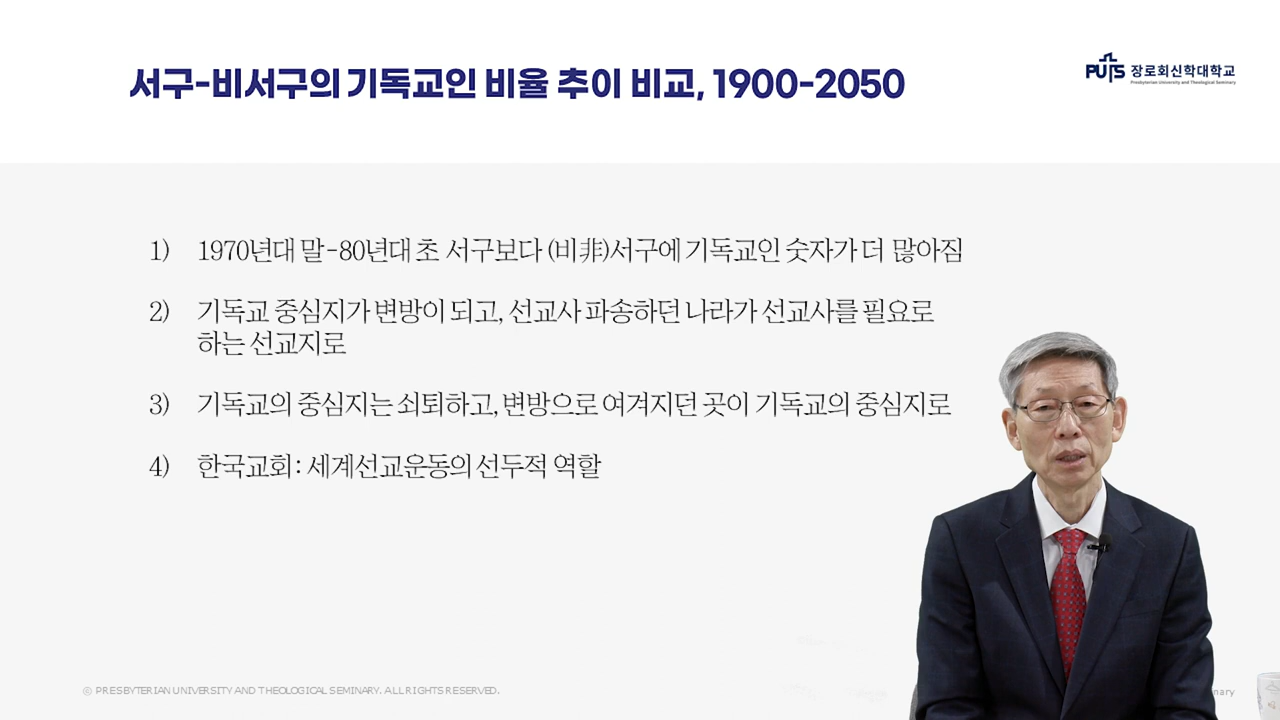 서구-비서구의 기독교인 비율 추이 비교, 1900-2050
PUTS 장로회신학대학교
Presbyterian University and Theological Seminary
1) 1970년대 말-80년대 초 서구보다 (비非)서구에 기독교인 숫자가 더 많아짐
2) 기독교 중심지가 변방이 되고, 선교사 파송하던 나라가 선교사를 필요로
하는 선교지로
3) 기독교의 중심지는 쇠퇴하고, 변방으로 여겨지던 곳이 기독교의 중심지로
4) 한국교회 : 세계선교운동의 선두적 역할
© PRESBYTERIAN UNIVERSITY AND THEOLOGICAL SEMINARY. ALL RIGHTS RESERVED.